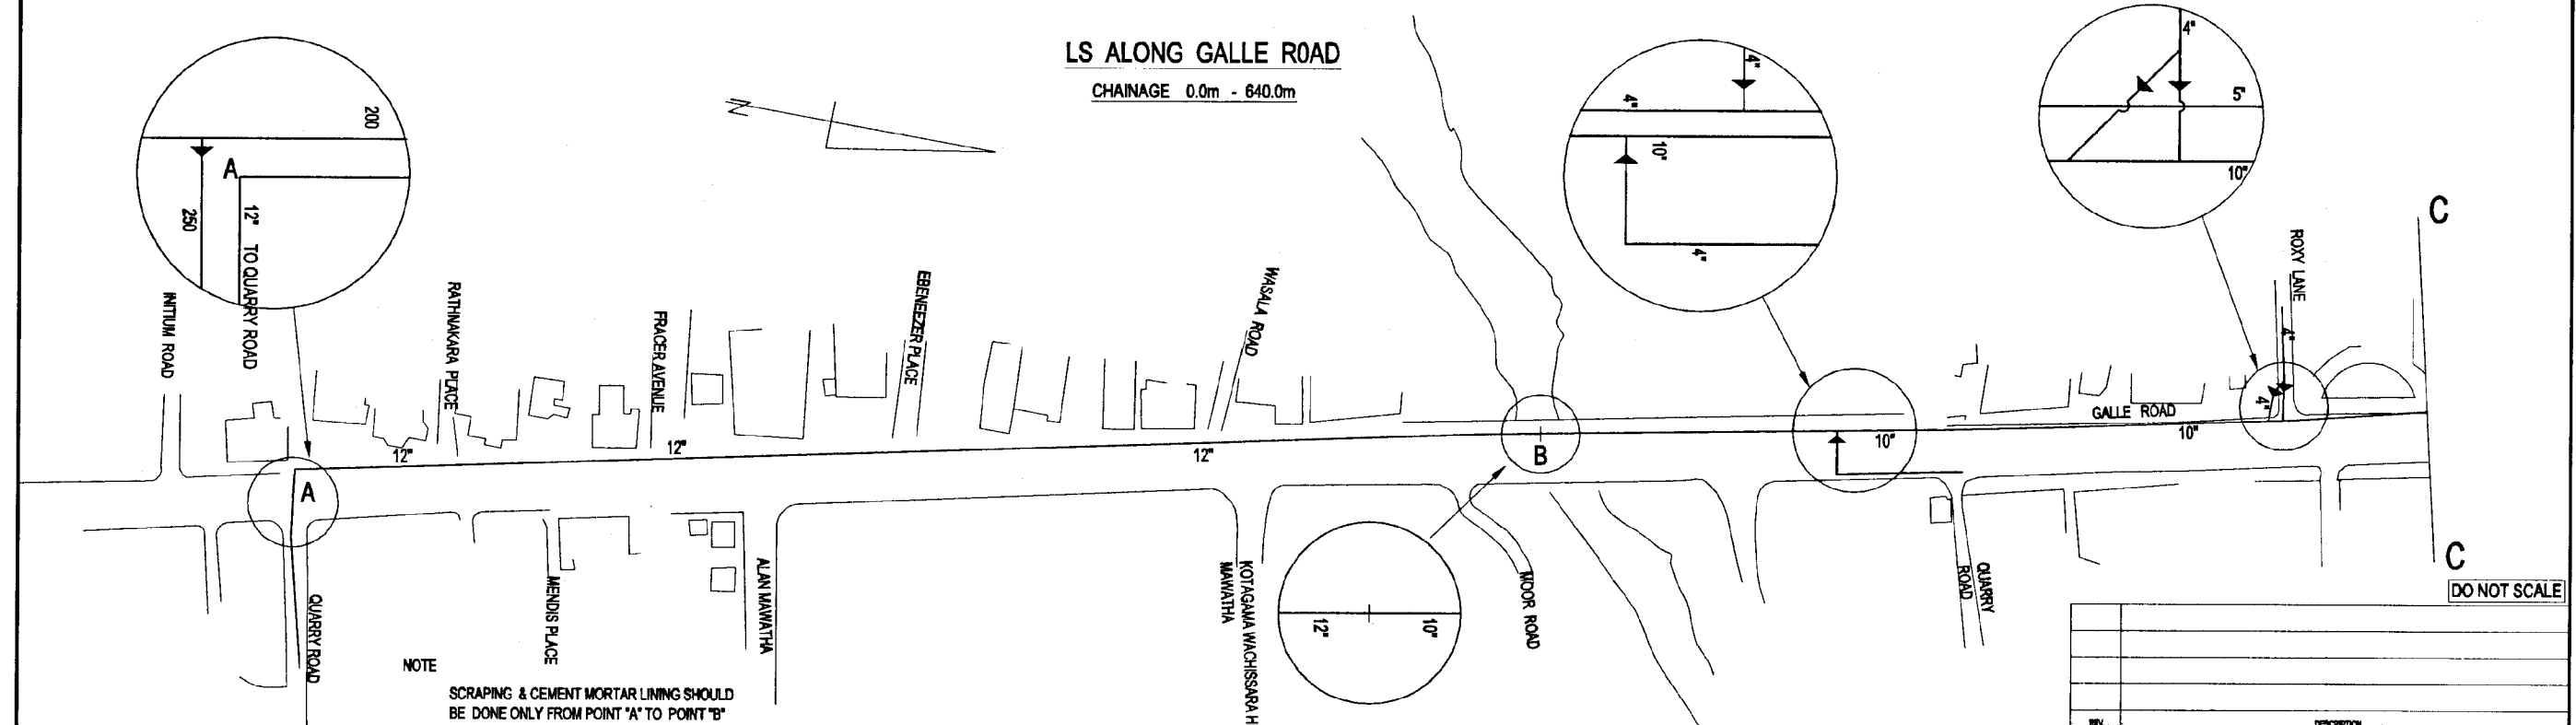 LS ALONG GALLE ROAD
CHAINAGE 0.0m - 640.0m
N
200
A
250
12" TO QUARRY ROAD
4"
4"
10"
4"
4"
5"
10"
C
INITIUM ROAD
RATHNAKARA PLACE
FRACER AVENUE
EBENEEZER PLACE
WASALA ROAD
ROXY LANE
4"
4"
GALLE ROAD
12"
12"
12"
10"
10"
A
B
QUARRY ROAD
MENDIS PLACE
ALAN MAWATHA
KOTAGAMA WACHISSARA H
MAWATHA
12"
10"
MOOR ROAD
QUARRY
ROAD
C
DO NOT SCALE
NOTE
SCRAPING & CEMENT MORTAR LINING SHOULD
BE DONE ONLY FROM POINT "A" TO POINT "B"
REV.
DESCRIPTION